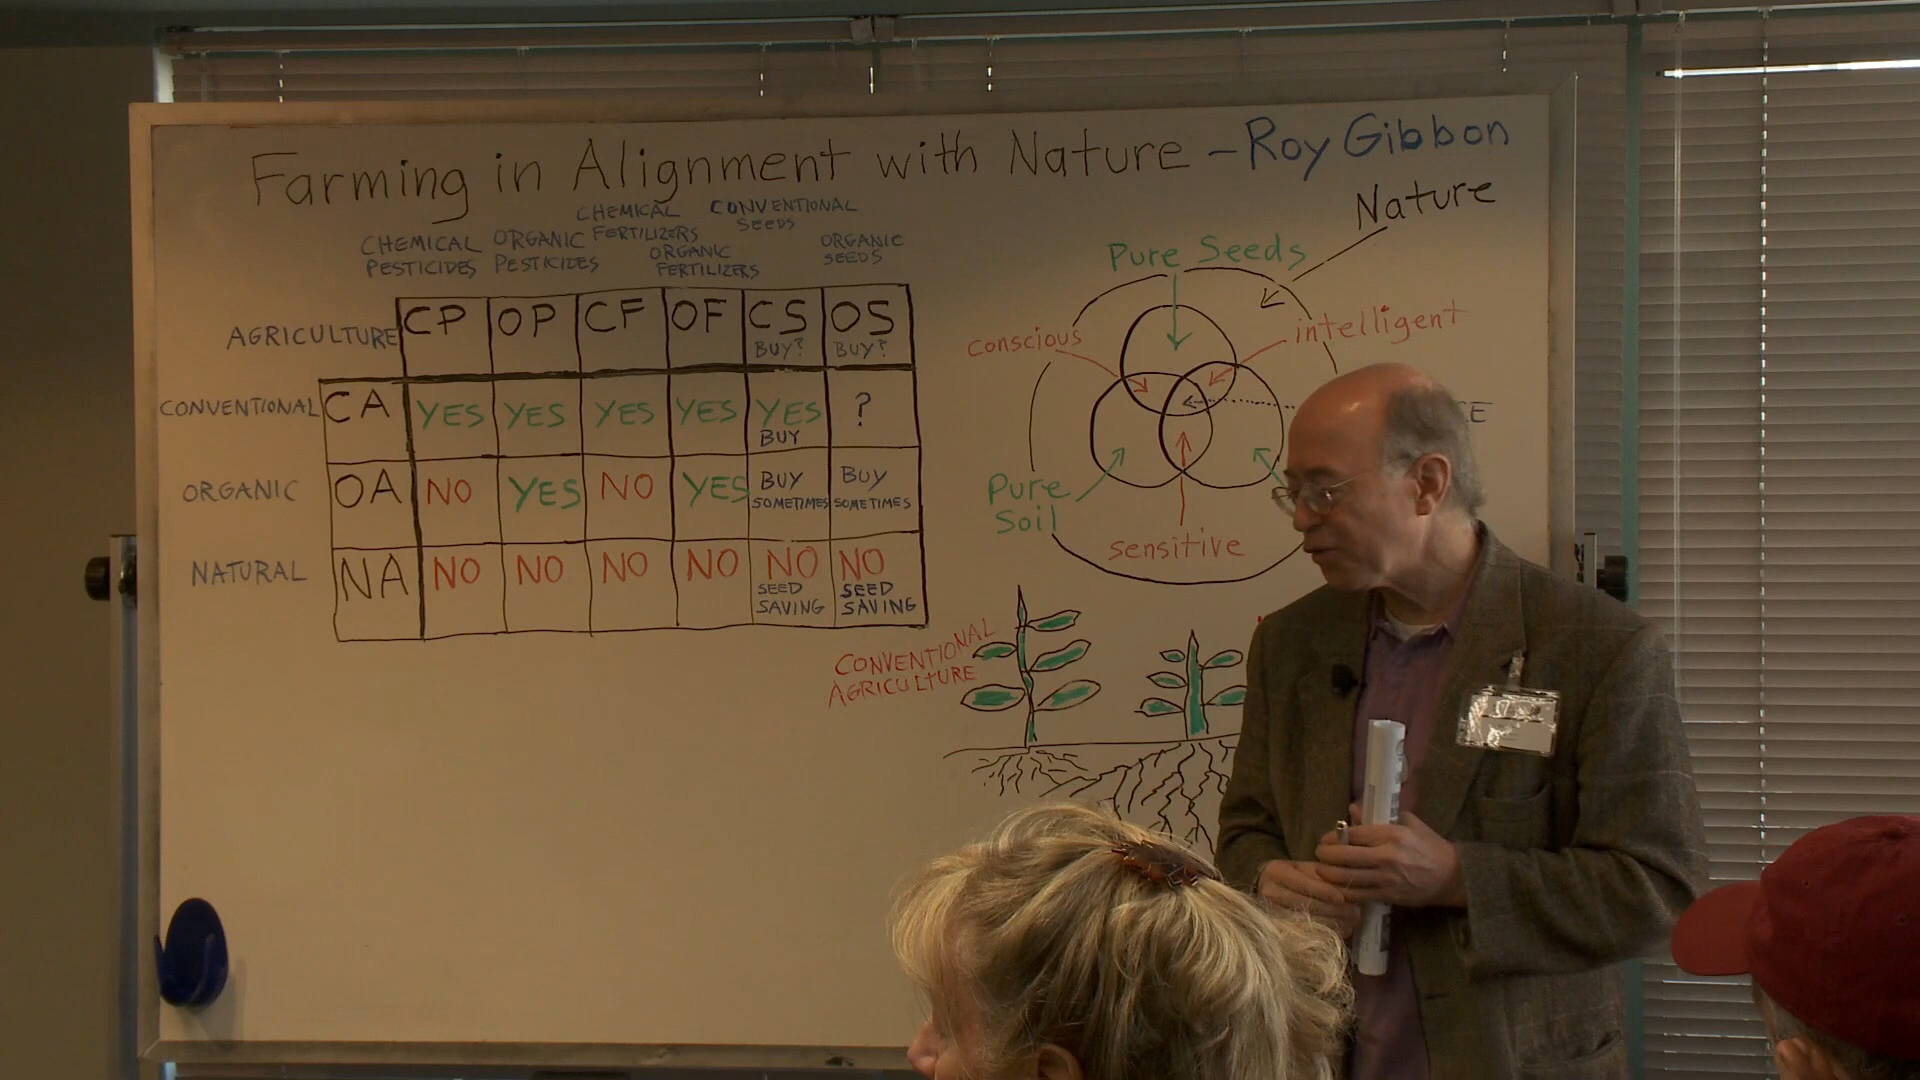 Farming in Alignment with Nature - Roy Gibbon
CHEMICAL PESTICIDES
ORGANIC PESTICIDES
CHEMICAL FERTILIZERS
ORGANIC FERTILIZERS
CONVENTIONAL SEEDS
ORGANIC SEEDS
AGRICULTURE CP OP CF OF CS OS
BUY? BUY?
CONVENTIONAL CA YES YES YES YES YES ?
BUY
ORGANIC OA NO YES NO YES BUY BUY
SOMETIMES SOMETIMES
NATURAL NA NO NO NO NO NO NO
SEED SEED
SAVING SAVING
Nature
Pure Seeds
conscious
intelligent
Pure
Soil
sensitive
CONVENTIONAL
AGRICULTURE